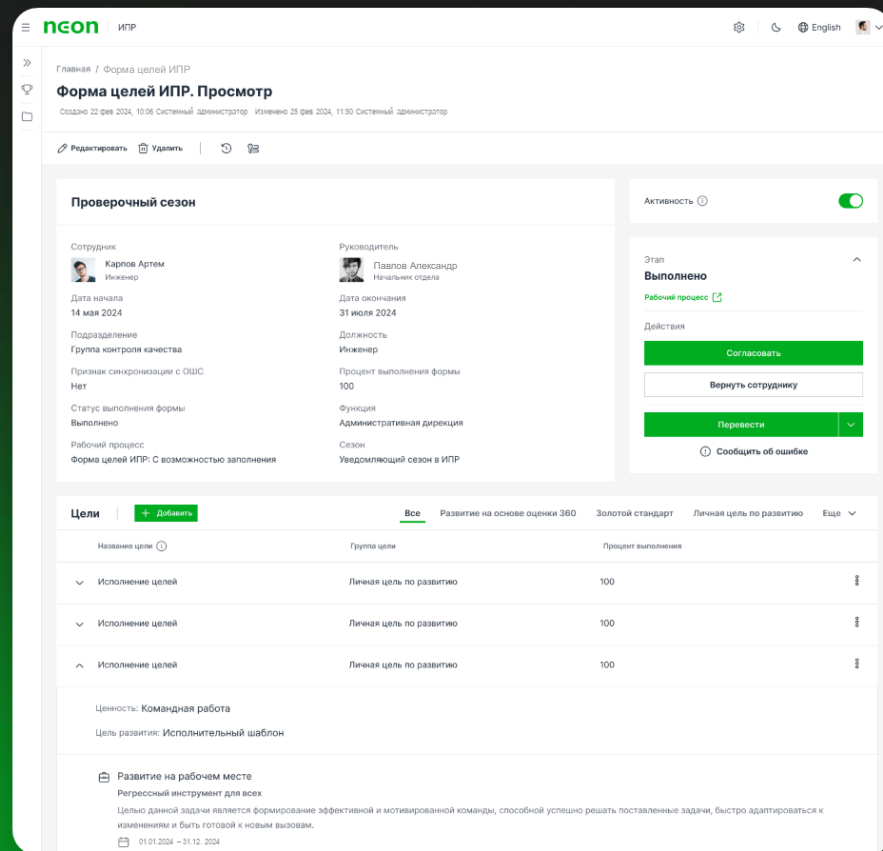 neon ИПР English
Главная / Форма целей ИПР
Форма целей ИПР. Просмотр
Создано 22 фев 2024, 10:06 Системный администратор Изменено 25 фев 2024, 11:50 Системный администратор
Редактировать Удалить
Проверочный сезон
Активность
Сотрудник Руководитель
Карпов Артем Павлов Александр
Инженер Начальник отдела
Дата начала Дата окончания
14 мая 2024 31 июля 2024
Подразделение Должность
Группа контроля качества Инженер
Признак синхронизации с ОШС Процент выполнения формы
Нет 100
Статус выполнения формы Функция
Выполнено Административная дирекция
Рабочий процесс Сезон
Форма целей ИПР: С возможностью заполнения Уведомляющий сезон в ИПР
Этап
Выполнено
Рабочий процесс
Действия
Согласовать
Вернуть сотруднику
Перевести
Сообщить об ошибке
Цели + Добавить Все Развитие на основе оценки 360 Золотой стандарт Личная цель по развитию Еще
Название цели Группа цели Процент выполнения
Исполнение целей Личная цель по развитию 100
Исполнение целей Личная цель по развитию 100
Исполнение целей Личная цель по развитию 100
Ценность: Командная работа
Цель развития: Исполнительный шаблон
Развитие на рабочем месте
Регрессный инструмент для всех
Целью данной задачи является формирование эффективной и мотивированной команды, способной успешно решать поставленные задачи, быстро адаптироваться к
изменениям и быть готовой к новым вызовам.
01.01.2024 – 31.12. 2024